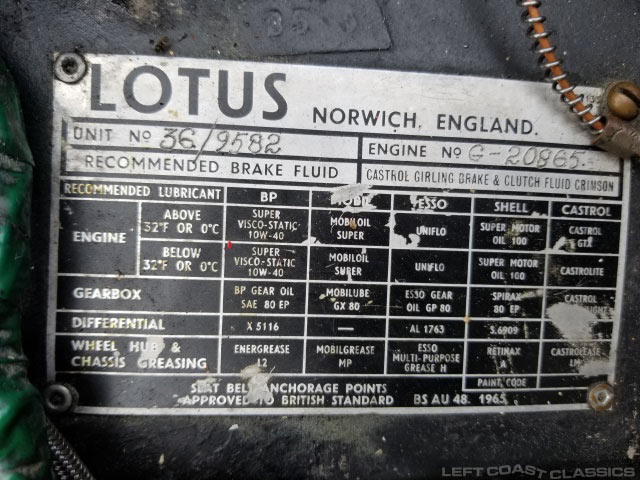 LOTUS NORWICH, ENGLAND.
UNIT Nº 36/9582 ENGINE Nº G-20865.
RECOMMENDED BRAKE FLUID CASTROL GIRLING BRAKE & CLUTCH FLUID CRIMSON
RECOMMENDED LUBRICANT BP MOBIL ESSO SHELL CASTROL
ENGINE
ABOVE 32°F OR 0°C
SUPER VISCO-STATIC 10W-40
MOBILOIL SUPER
UNIFLO
SUPER MOTOR OIL 100
CASTROL GTX
BELOW 32°F OR 0°C
SUPER VISCO-STATIC 10W-40
MOBILOIL SUPER
UNIFLO
SUPER MOTOR OIL 100
CASTROLITE
GEARBOX
BP GEAR OIL SAE 80 EP
MOBILUBE GX 80
ESSO GEAR OIL GP 80
SPIRAX 80 EP
CASTROL
DIFFERENTIAL X 5116 — AL 1763 S.6909
WHEEL HUB & CHASSIS GREASING
ENERGREASE L2
MOBILGREASE MP
ESSO MULTI-PURPOSE GREASE H
RETINAX A
CASTROLEASE LM
SEAT BELT ANCHORAGE POINTS
APPROVED TO BRITISH STANDARD BS AU 48. 1965
PAINT CODE
LEFT COAST CLASSICS